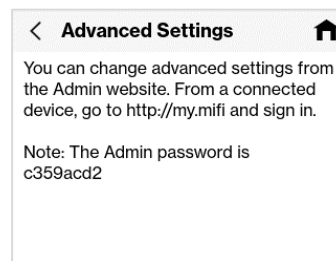 Advanced Settings
You can change advanced settings from
the Admin website. From a connected
device, go to http://my.mifi and sign in.
Note: The Admin password is
c359acd2